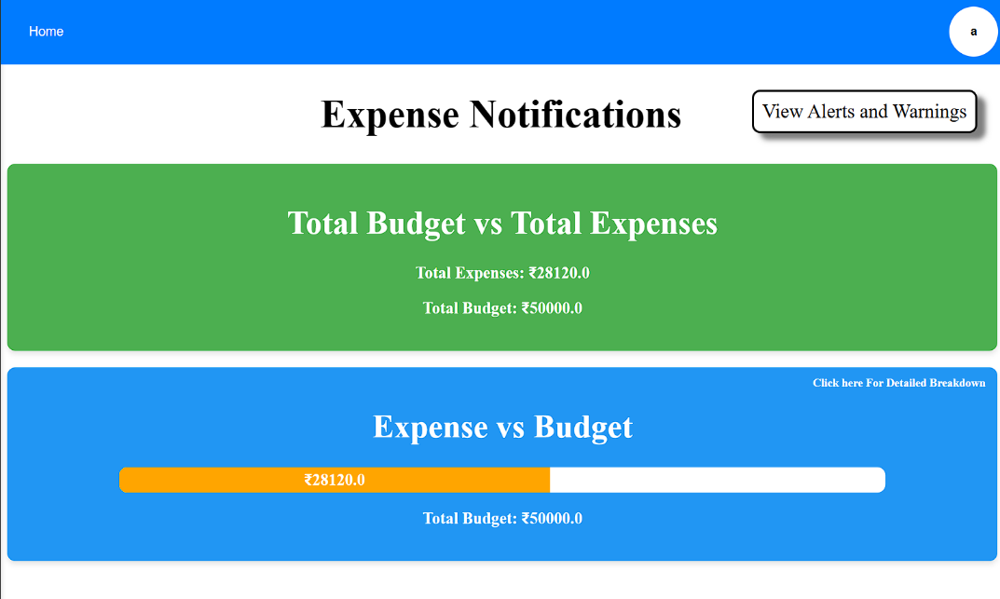 Home
a
Expense Notifications
View Alerts and Warnings
Total Budget vs Total Expenses
Total Expenses: ₹28120.0
Total Budget: ₹50000.0
Click here For Detailed Breakdown
Expense vs Budget
₹28120.0
Total Budget: ₹50000.0